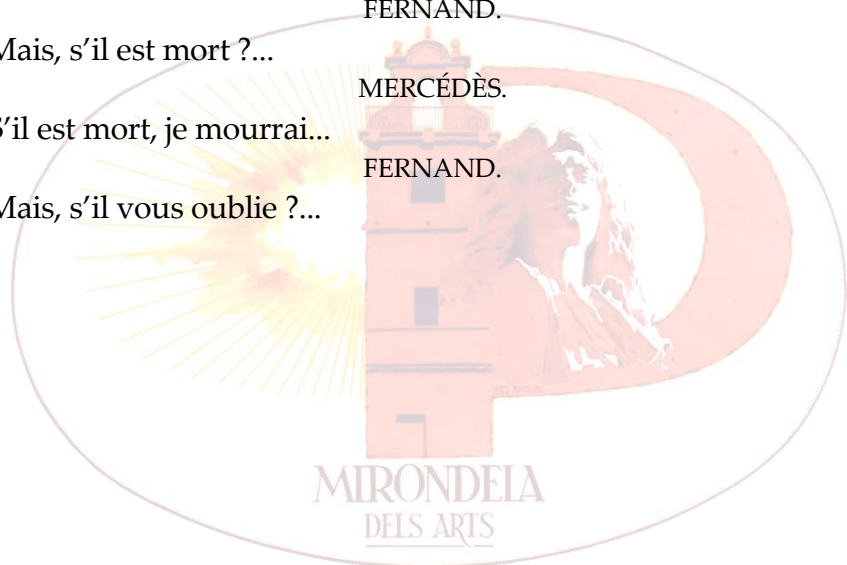 FERNAND.
Mais, s’il est mort ?...
MERCÉDÈS.
S’il est mort, je mourrai...
FERNAND.
Mais, s’il vous oublie ?...
MIRONDELA
DELS ARTS